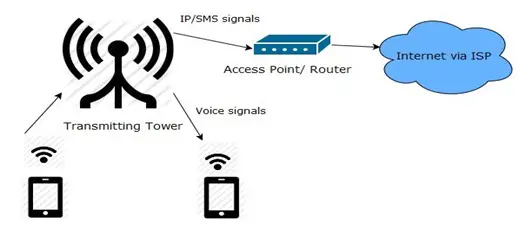 IP/SMS signals
Access Point/ Router
Internet via ISP
Voice signals
Transmitting Tower